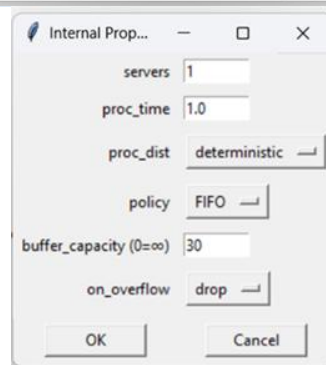 Internal Prop...
servers 1
proc_time 1.0
proc_dist deterministic
policy FIFO
buffer_capacity (0=∞) 30
on_overflow drop
OK Cancel